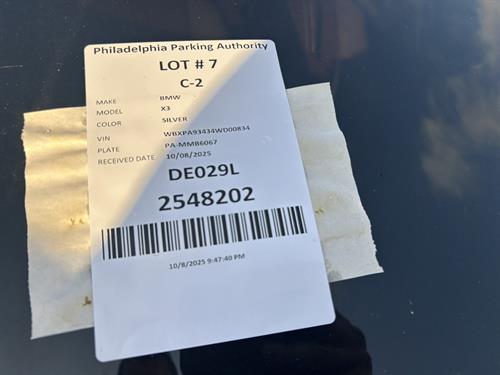 Philadelphia Parking Authority
LOT # 7
C-2
MAKE BMW
MODEL X3
COLOR SILVER
VIN WBXPA93434WD00834
PLATE PA-MMB6067
RECEIVED DATE 10/08/2025
DE029L
2548202
10/8/2025 9:47:40 PM